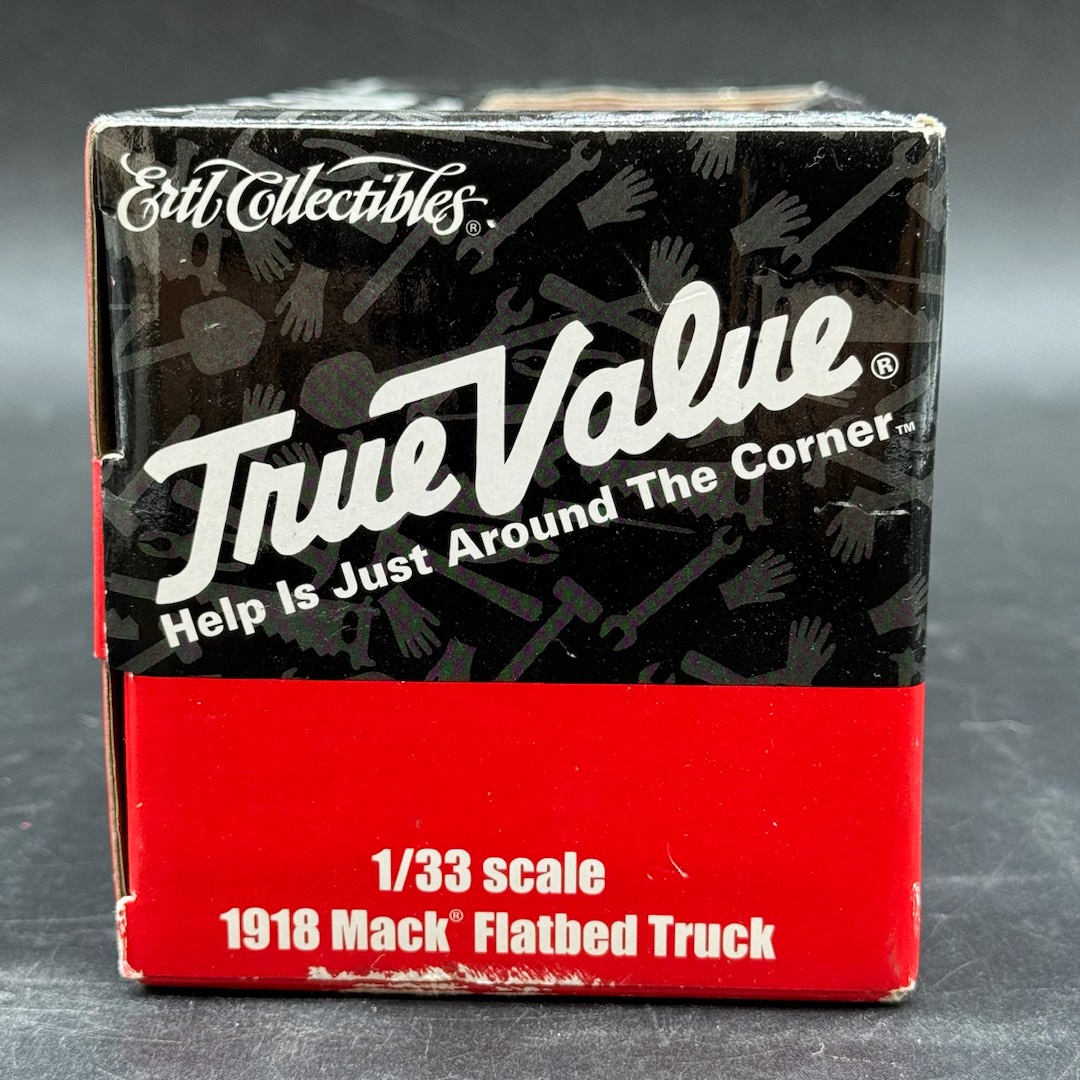 Ertl Collectibles®
True Value®
Help Is Just Around The Corner™
1/33 scale
1918 Mack® Flatbed Truck